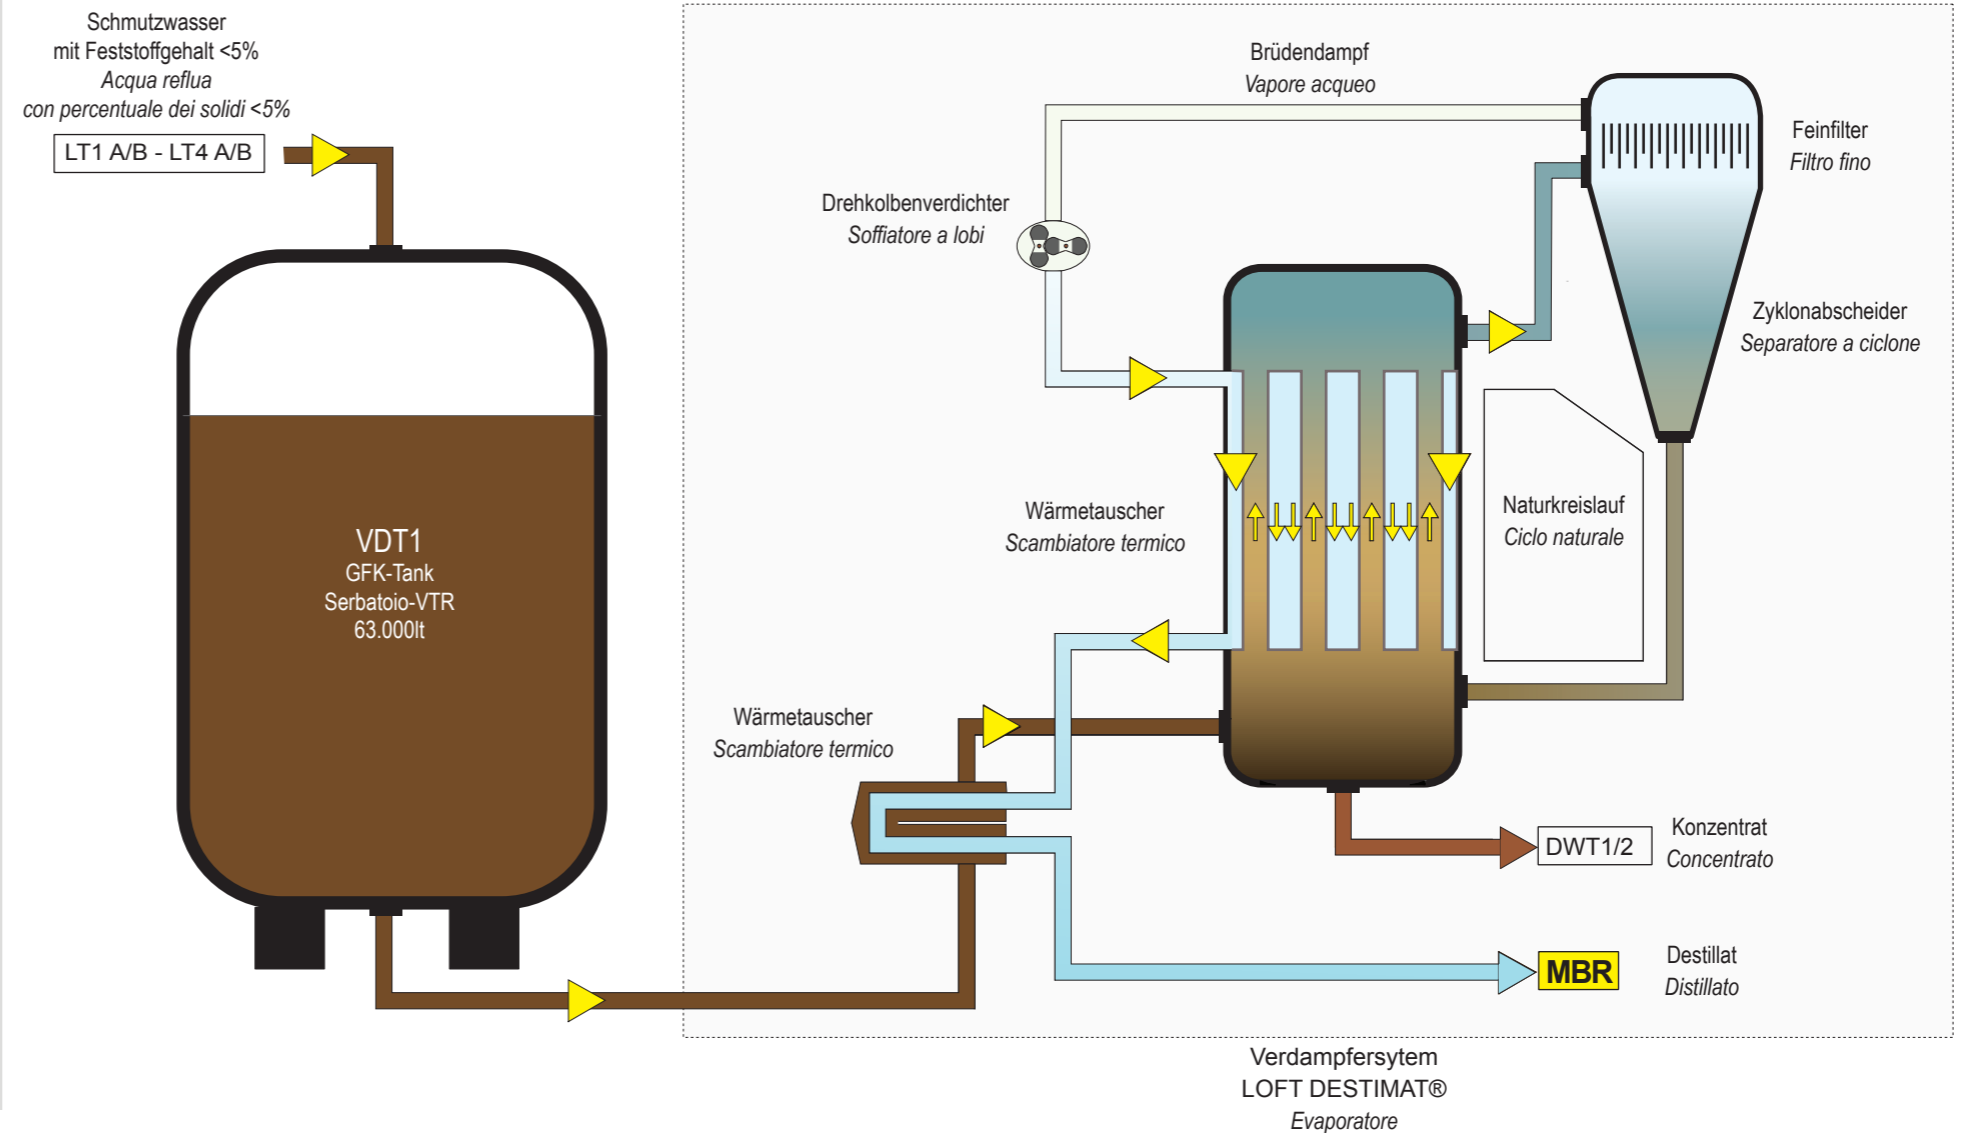 Schmutzwasser
mit Feststoffgehalt <5%
Acqua reflua
con percentuale dei solidi <5%
LT1 A/B - LT4 A/B
VDT1
GFK-Tank
Serbatoio-VTR
63.000lt
Brüdendampf
Vapore acqueo
Feinfilter
Filtro fino
Drehkolbenverdichter
Soffiatore a lobi
Zyklonabscheider
Separatore a ciclone
Wärmetauscher
Scambiatore termico
Naturkreislauf
Ciclo naturale
Wärmetauscher
Scambiatore termico
DWT1/2
Konzentrat
Concentrato
MBR
Destillat
Distillato
Verdampfersytem
LOFT DESTIMAT®
Evaporatore